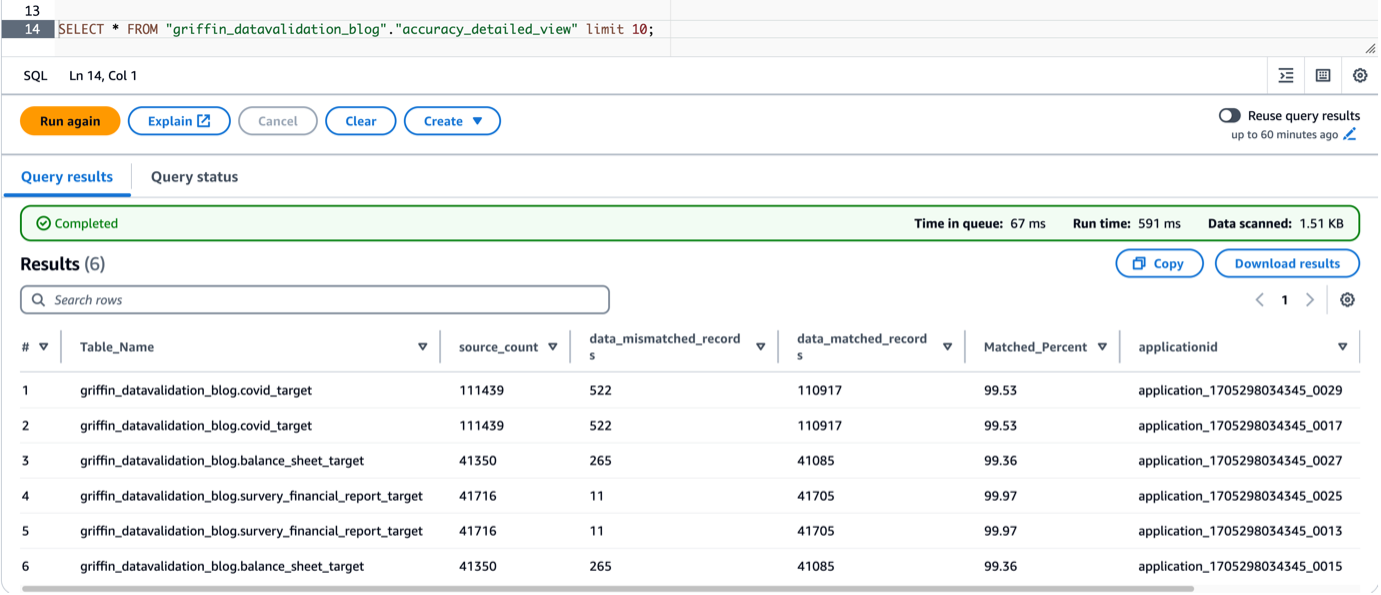 13
14 SELECT * FROM "griffin_datavalidation_blog"."accuracy_detailed_view" limit 10;
SQL Ln 14, Col 1
Run again Explain Cancel Clear Create Reuse query results
up to 60 minutes ago
Query results Query status
Completed Time in queue: 67 ms Run time: 591 ms Data scanned: 1.51 KB
Results (6) Copy Download results
Search rows 1
# Table_Name source_count data_mismatched_record data_matched_record Matched_Percent applicationid
s s
1 griffin_datavalidation_blog.covid_target 111439 522 110917 99.53 application_1705298034345_0029
2 griffin_datavalidation_blog.covid_target 111439 522 110917 99.53 application_1705298034345_0017
3 griffin_datavalidation_blog.balance_sheet_target 41350 265 41085 99.36 application_1705298034345_0027
4 griffin_datavalidation_blog.survery_financial_report_target 41716 11 41705 99.97 application_1705298034345_0025
5 griffin_datavalidation_blog.survery_financial_report_target 41716 11 41705 99.97 application_1705298034345_0013
6 griffin_datavalidation_blog.balance_sheet_target 41350 265 41085 99.36 application_1705298034345_0015